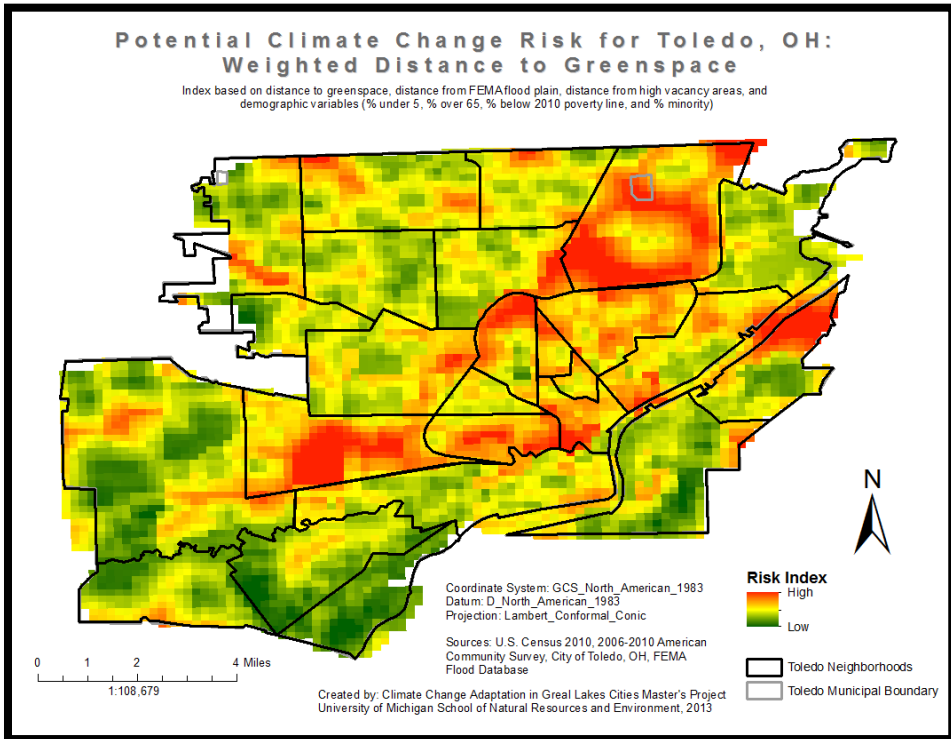 Potential Climate Change Risk for Toledo, OH:
Weighted Distance to Greenspace
Index based on distance to greenspace, distance from FEMA flood plain, distance from high vacancy areas, and
demographic variables (% under 5, % over 65, % below 2010 poverty line, and % minority)
N
Coordinate System: GCS_North_American_1983
Datum: D_North_American_1983
Projection: Lambert_Conformal_Conic
Sources: U.S. Census 2010, 2006-2010 American
Community Survey, City of Toledo, OH, FEMA
Flood Database
Risk Index
High
Low
Toledo Neighborhoods
Toledo Municipal Boundary
0 1 2 4 Miles
1:108,679
Created by: Climate Change Adaptation in Great Lakes Cities Master's Project
University of Michigan School of Natural Resources and Environment, 2013